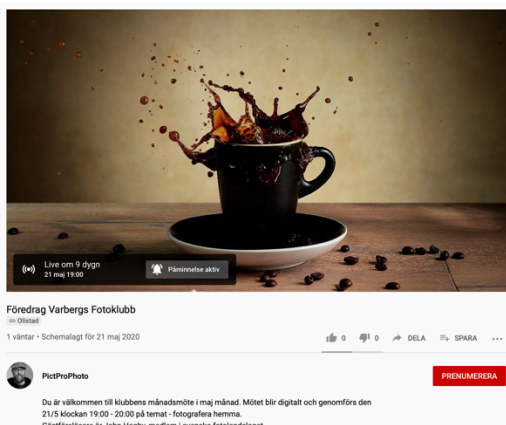 Live om 9 dygn
21 maj 19:00
Påminnelse aktiv
Föredrag Varbergs Fotoklubb
Olistad
1 väntar • Schemalagt för 21 maj 2020
0
0
DELA
SPARA
PictProPhoto
PRENUMERERA
Du är välkommen till klubbens månadsmöte i maj månad. Mötet blir digitalt och genomförs den
21/5 klockan 19:00 - 20:00 på temat - fotografera hemma.